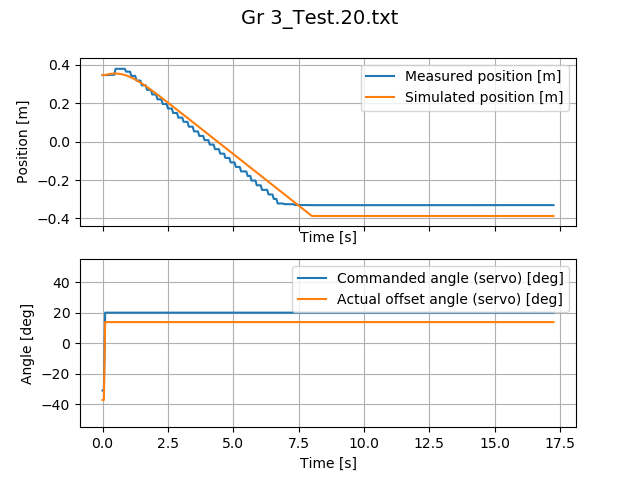 Gr 3_Test.20.txt
0.4
0.2
0.0
−0.2
−0.4
Position [m]
Measured position [m]
Simulated position [m]
Time [s]
40
20
0
−20
−40
Angle [deg]
Commanded angle (servo) [deg]
Actual offset angle (servo) [deg]
0.0 2.5 5.0 7.5 10.0 12.5 15.0 17.5
Time [s]